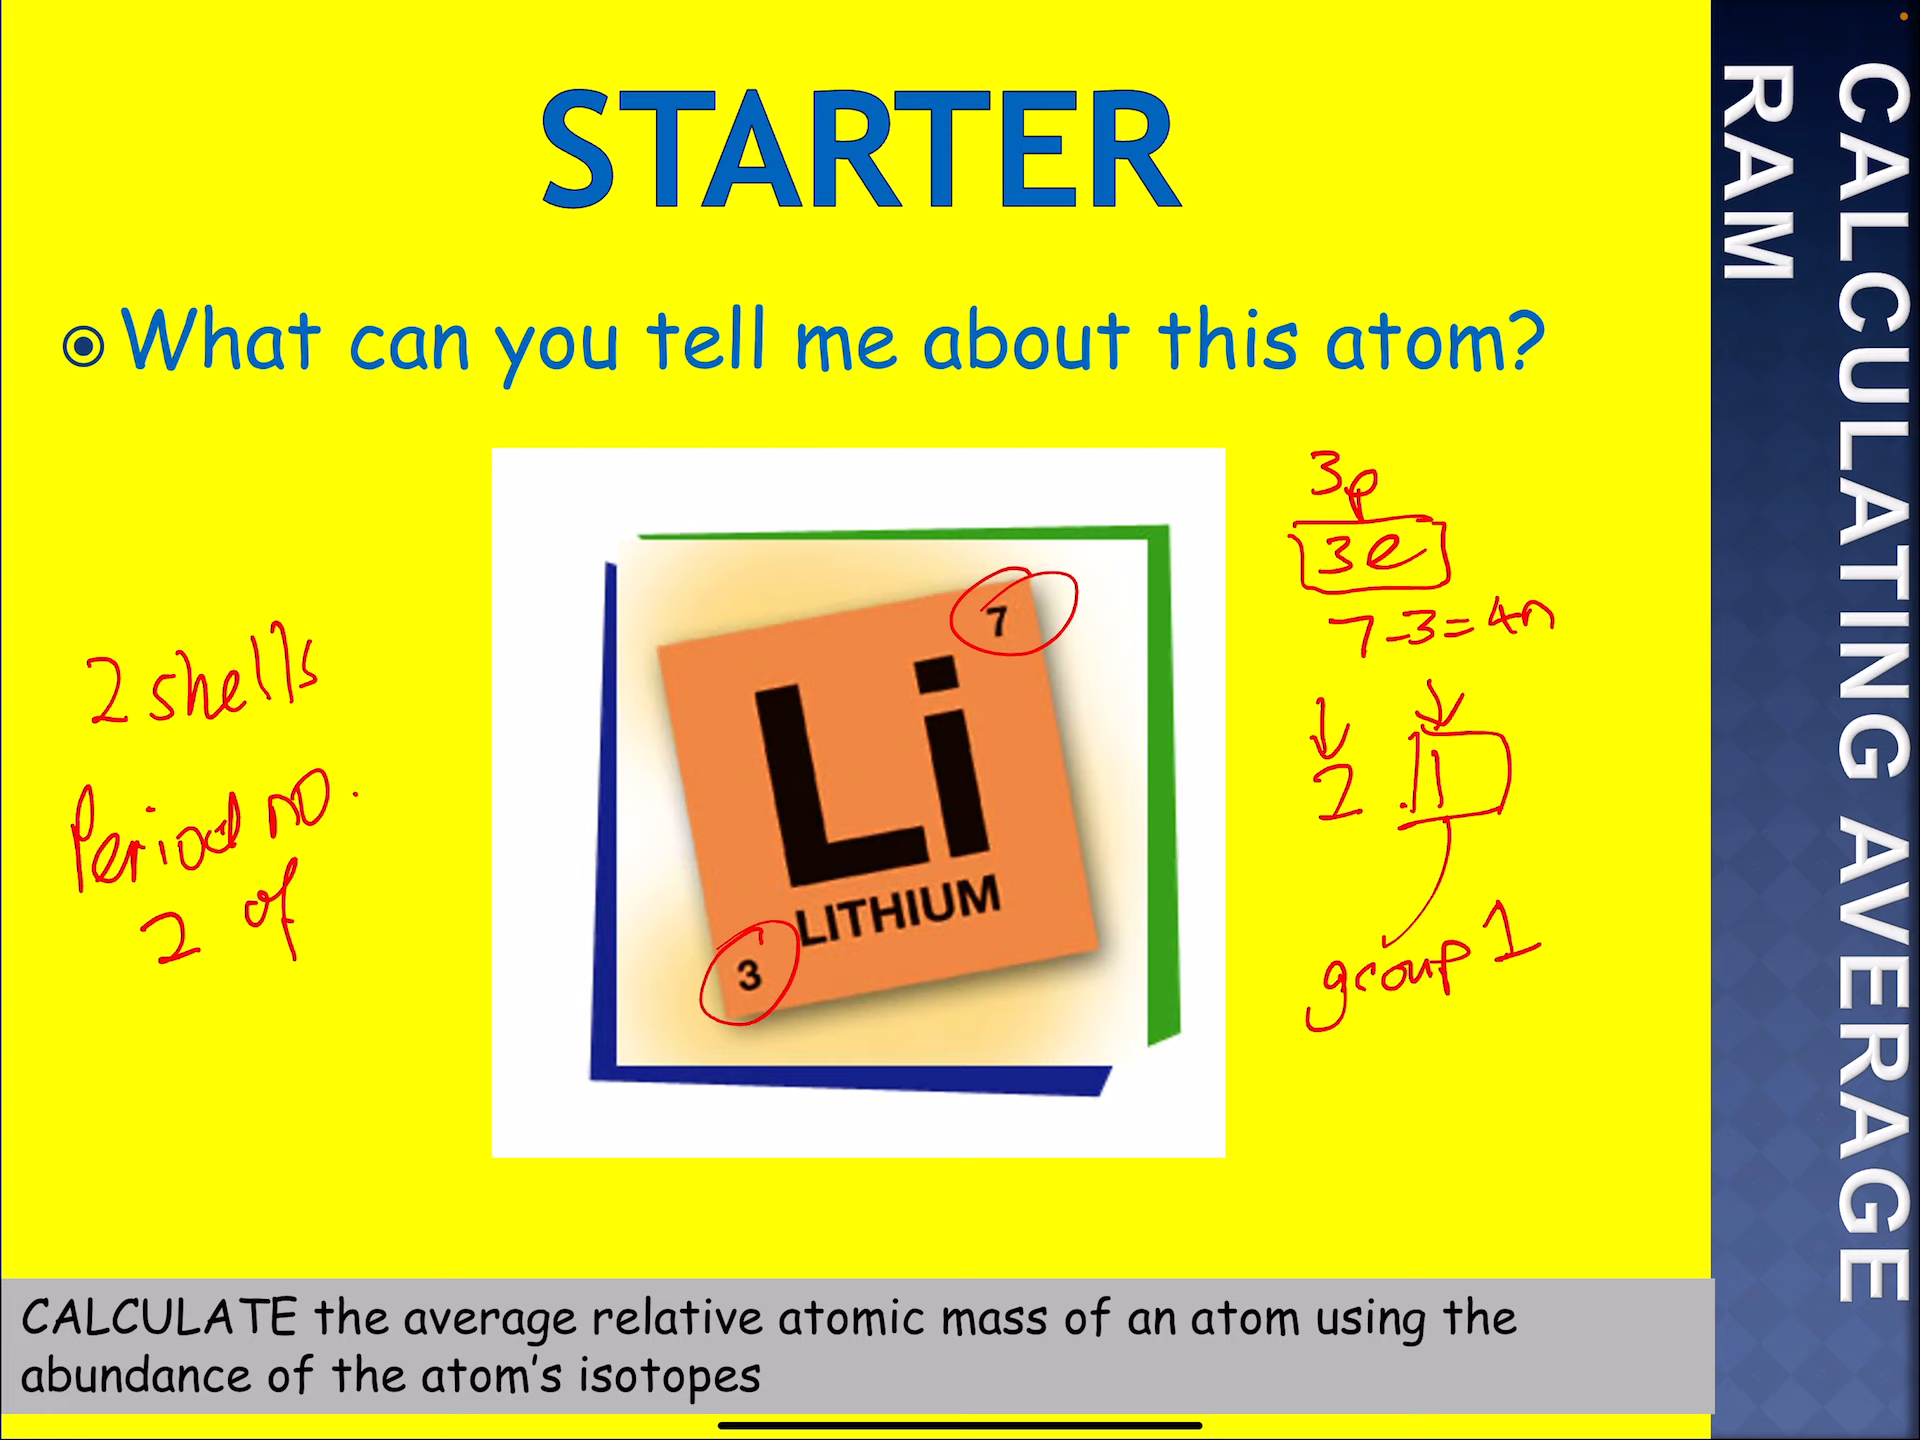 STARTER
What can you tell me about this atom?
7
Li
LITHIUM
3
3p
3e
7-3=4n
2 . 1
group 1
2 shells
Period no.
2 of
CALCULATE the average relative atomic mass of an atom using the
abundance of the atom's isotopes
CALCULATING AVERAGE
RAM